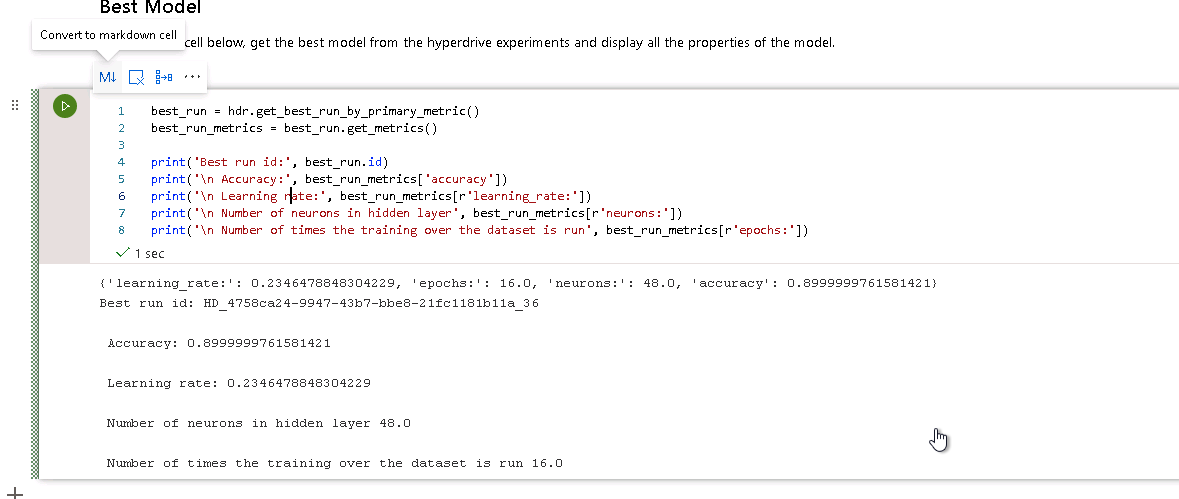 Best Model
Convert to markdown cell
cell below, get the best model from the hyperdrive experiments and display all the properties of the model.
M↓
1 best_run = hdr.get_best_run_by_primary_metric()
2 best_run_metrics = best_run.get_metrics()
3
4 print('Best run id:', best_run.id)
5 print('\n Accuracy:', best_run_metrics['accuracy'])
6 print('\n Learning rate:', best_run_metrics[r'learning_rate:'])
7 print('\n Number of neurons in hidden layer', best_run_metrics[r'neurons:'])
8 print('\n Number of times the training over the dataset is run', best_run_metrics[r'epochs:'])
1 sec
{'learning_rate:': 0.2346478848304229, 'epochs:': 16.0, 'neurons:': 48.0, 'accuracy': 0.8999999761581421}
Best run id: HD_4758ca24-9947-43b7-bbe8-21fc1181b11a_36
Accuracy: 0.8999999761581421
Learning rate: 0.2346478848304229
Number of neurons in hidden layer 48.0
Number of times the training over the dataset is run 16.0